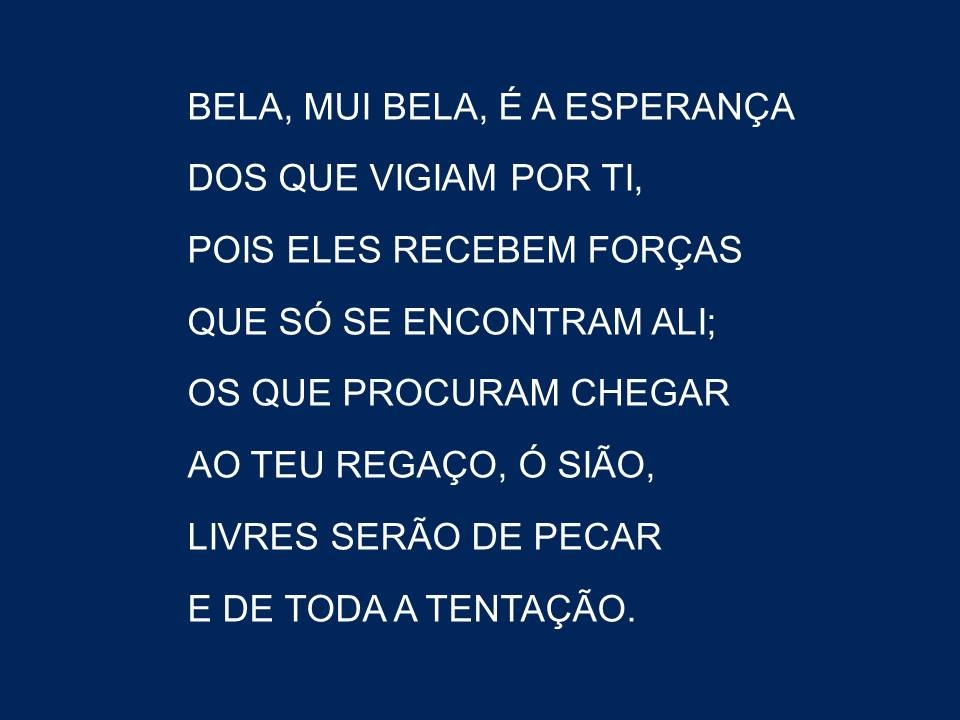 BELA, MUI BELA, É A ESPERANÇA
DOS QUE VIGIAM POR TI,
POIS ELES RECEBEM FORÇAS
QUE SÓ SE ENCONTRAM ALI;
OS QUE PROCURAM CHEGAR
AO TEU REGAÇO, Ó SIÃO,
LIVRES SERÃO DE PECAR
E DE TODA A TENTAÇÃO.